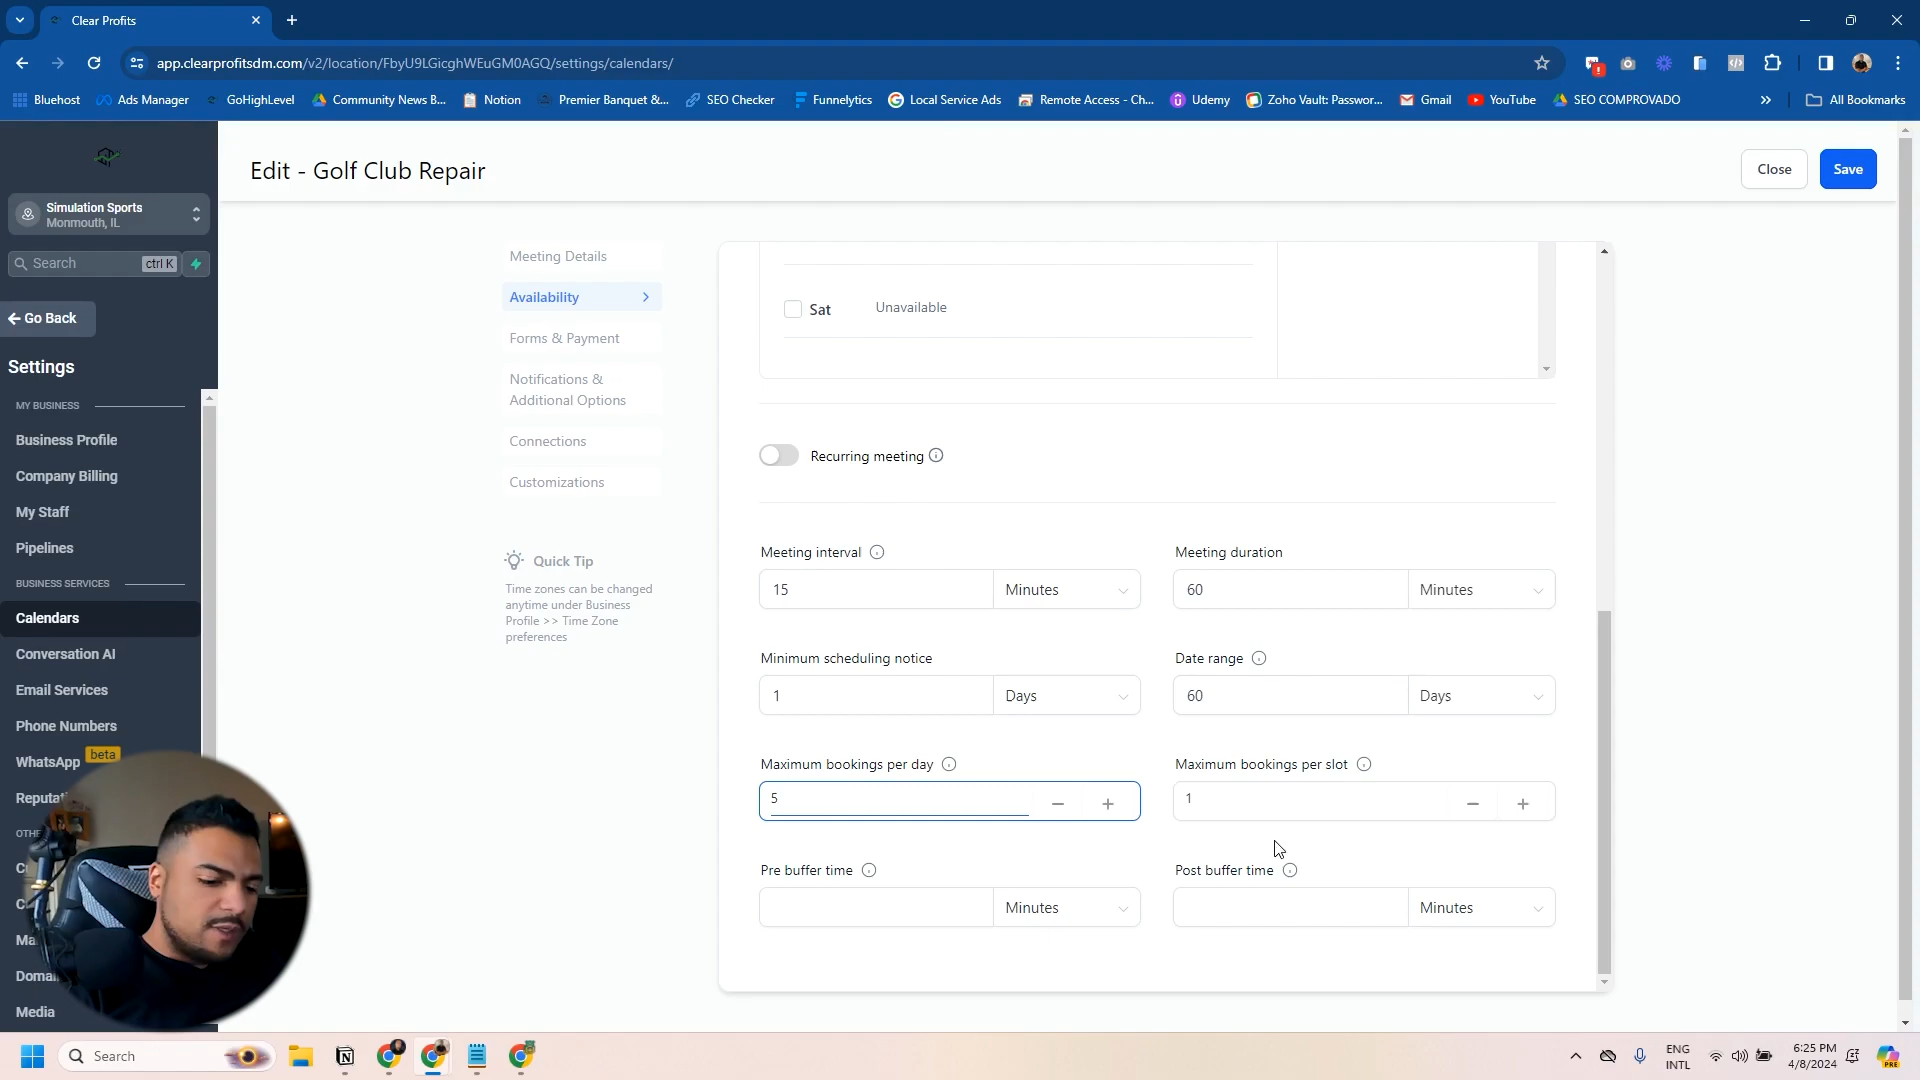 Clear Profits
app.clearprofitsdm.com/v2/location/FbyU9LGicghWEuGM0AGQ/settings/calendars/
Bluehost
Ads Manager
GoHighLevel
Community News B...
Notion
Premier Banquet &...
SEO Checker
Funnelytics
Local Service Ads
Remote Access - Ch...
Udemy
Zoho Vault: Passwor...
Gmail
YouTube
SEO COMPROVADO
All Bookmarks
Edit - Golf Club Repair
Close
Save
Simulation Sports
Monmouth, IL
Search
ctrl K
Go Back
Settings
MY BUSINESS
Business Profile
Company Billing
My Staff
Pipelines
BUSINESS SERVICES
Calendars
Conversation AI
Email Services
Phone Numbers
WhatsApp
beta
Reputat
OTH
C
C
Ma
Domai
Media
Meeting Details
Availability
Forms & Payment
Notifications &
Additional Options
Connections
Customizations
Quick Tip
Time zones can be changed
anytime under Business
Profile >> Time Zone
preferences
Sat
Unavailable
Recurring meeting
Meeting interval
Meeting duration
15
Minutes
60
Minutes
Minimum scheduling notice
Date range
1
Days
60
Days
Maximum bookings per day
Maximum bookings per slot
5
1
Pre buffer time
Post buffer time
Minutes
Minutes
Search
ENG
INTL
6:25 PM
4/8/2024
PRE